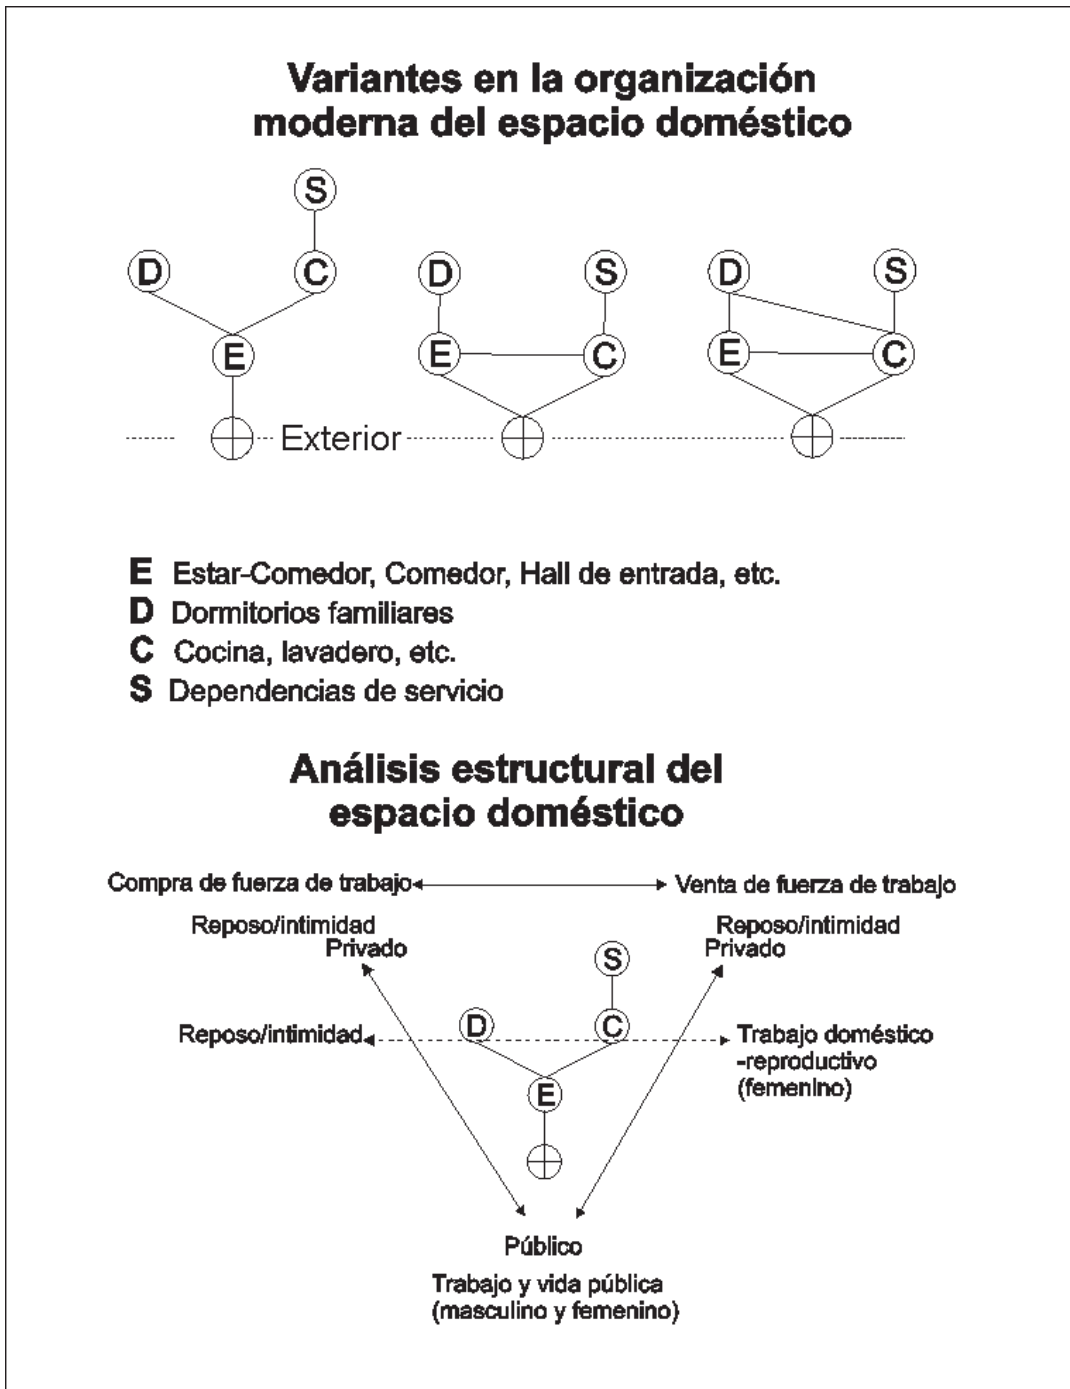 Variantes en la organización
moderna del espacio doméstico
S
D
C
D
S
D
S
E
E
C
E
C
Exterior
E Estar-Comedor, Comedor, Hall de entrada, etc.
D Dormitorios familiares
C Cocina, lavadero, etc.
S Dependencias de servicio
Análisis estructural del
espacio doméstico
Compra de fuerza de trabajo
Venta de fuerza de trabajo
Reposo/intimidad
Privado
Reposo/intimidad
Privado
S
Reposo/intimidad
D
C
Trabajo doméstico
-reproductivo
(femenino)
E
Público
Trabajo y vida pública
(masculino y femenino)